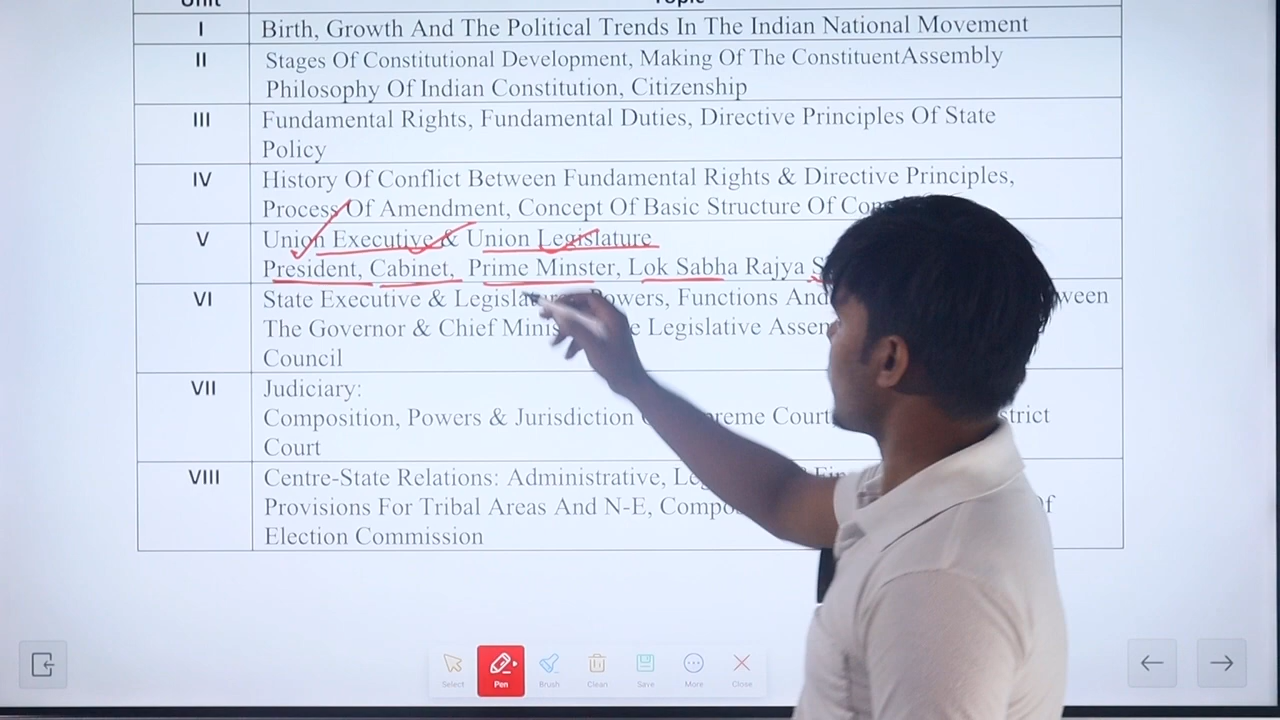 Unit Topic
I Birth, Growth And The Political Trends In The Indian National Movement
II Stages Of Constitutional Development, Making Of The ConstituentAssembly
Philosophy Of Indian Constitution, Citizenship
III Fundamental Rights, Fundamental Duties, Directive Principles Of State
Policy
IV History Of Conflict Between Fundamental Rights & Directive Principles,
Process Of Amendment, Concept Of Basic Structure Of
V Union Executive & Union Legislature
President, Cabinet, Prime Minster, Lok Sabha Rajya
VI State Executive & Powers, Functions And
The Governor & Chief Legislative
Council
VII Judiciary:
Composition, Powers & Jurisdiction Court
Court
VIII Centre-State Relations: Administrative,
Provisions For Tribal Areas And N-E,
Election Commission
Select Pen Brush Clean Save More Close